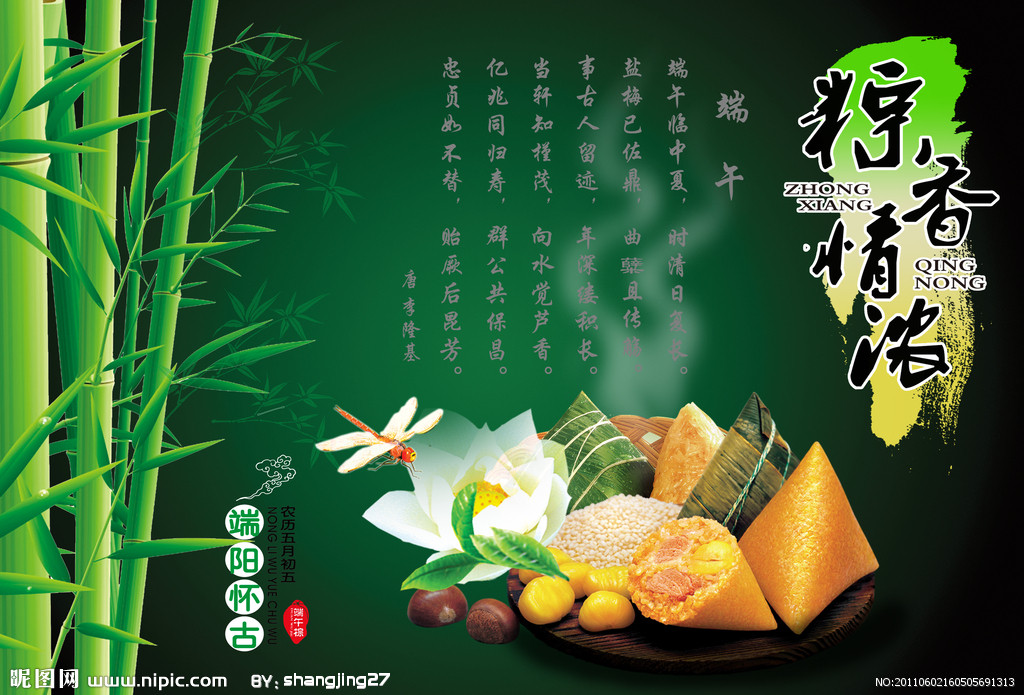 粽香情浓
ZHONG
XIANG
QING
NONG
端午
端午临中夏，时清日复长。
盐梅已佐鼎，曲糵且传觞。
事古人留迹，年深缕积长。
当轩知槿茂，向水觉芦香。
亿兆同归寿，群公共保昌。
忠贞如不替，贻厥后昆芳。
唐 李隆基
农历五月初五
NONG LI WU YUE CHU WU
端阳怀古
端午粽
昵图网 www.nipic.com BY: shangjing27
NO:20110602160505691313